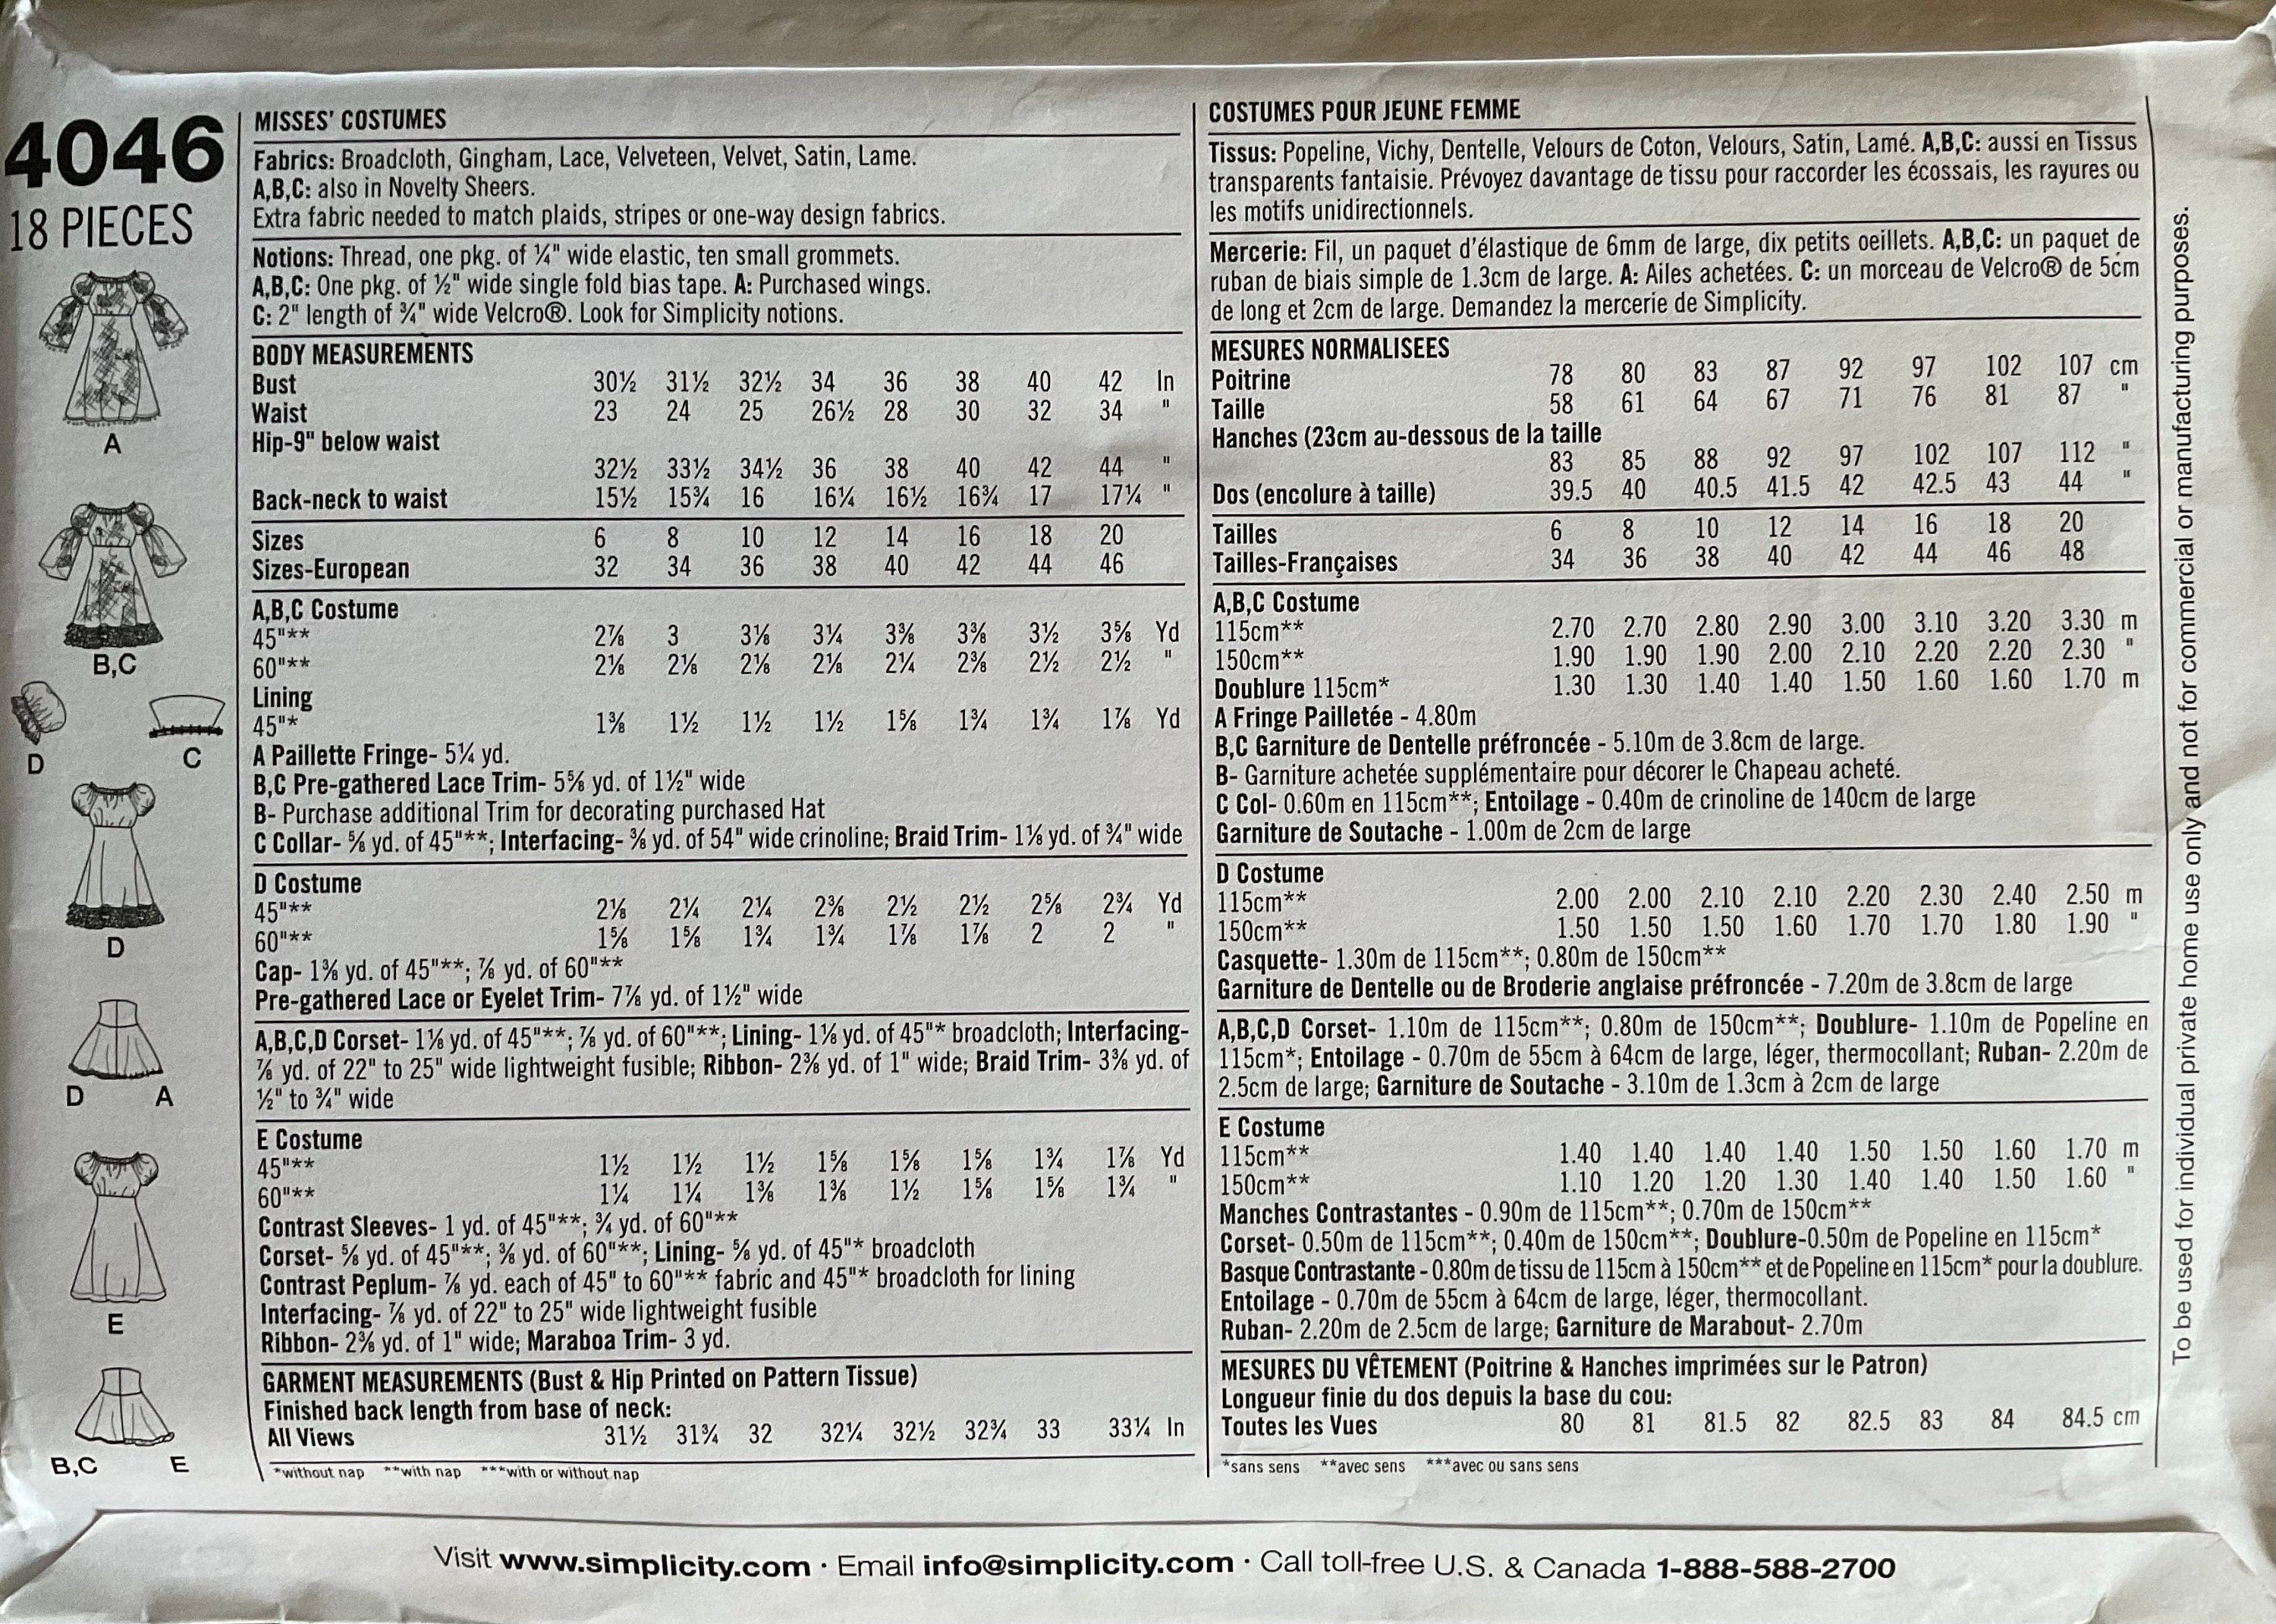 4046
18 PIECES
A
B,C
D
C
D
D A
E
B,C E
MISSES' COSTUMES
Fabrics: Broadcloth, Gingham, Lace, Velveteen, Velvet, Satin, Lame.
A,B,C: also in Novelty Sheers.
Extra fabric needed to match plaids, stripes or one-way design fabrics.
Notions: Thread, one pkg. of ¼" wide elastic, ten small grommets.
A,B,C: One pkg. of ½" wide single fold bias tape. A: Purchased wings.
C: 2" length of ¾" wide Velcro®. Look for Simplicity notions.
BODY MEASUREMENTS
Bust 30½ 31½ 32½ 34 36 38 40 42 In
Waist 23 24 25 26½ 28 30 32 34 "
Hip-9" below waist
32½ 33½ 34½ 36 38 40 42 44 "
Back-neck to waist 15½ 15¾ 16 16¼ 16½ 16¾ 17 17¼ "
Sizes 6 8 10 12 14 16 18 20
Sizes-European 32 34 36 38 40 42 44 46
A,B,C Costume
45"** 2⅞ 3 3⅛ 3¼ 3⅜ 3⅜ 3½ 3⅝ Yd
60"** 2⅛ 2⅛ 2⅛ 2⅛ 2¼ 2⅜ 2½ 2½ "
Lining
45"* 1⅜ 1½ 1½ 1½ 1⅝ 1¾ 1¾ 1⅞ Yd
A Paillette Fringe- 5¼ yd.
B,C Pre-gathered Lace Trim- 5⅝ yd. of 1½" wide
B- Purchase additional Trim for decorating purchased Hat
C Collar- ⅝ yd. of 45"**; Interfacing- ⅜ yd. of 54" wide crinoline; Braid Trim- 1⅛ yd. of ¾" wide
D Costume
45"** 2⅛ 2¼ 2¼ 2⅜ 2½ 2½ 2⅝ 2¾ Yd
60"** 1⅝ 1⅝ 1¾ 1¾ 1⅞ 1⅞ 2 2 "
Cap- 1⅜ yd. of 45"**; ⅞ yd. of 60"**
Pre-gathered Lace or Eyelet Trim- 7⅞ yd. of 1½" wide
A,B,C,D Corset- 1⅛ yd. of 45"**; ⅞ yd. of 60"**; Lining- 1⅛ yd. of 45"* broadcloth; Interfacing-
⅞ yd. of 22" to 25" wide lightweight fusible; Ribbon- 2⅜ yd. of 1" wide; Braid Trim- 3⅜ yd. of
½" to ¾" wide
E Costume
45"** 1½ 1½ 1½ 1⅝ 1⅝ 1⅝ 1¾ 1⅞ Yd
60"** 1¼ 1¼ 1⅜ 1⅜ 1½ 1⅝ 1⅝ 1¾ "
Contrast Sleeves- 1 yd. of 45"**; ¾ yd. of 60"**
Corset- ⅝ yd. of 45"**; ⅜ yd. of 60"**; Lining- ⅝ yd. of 45"* broadcloth
Contrast Peplum- ⅞ yd. each of 45" to 60"** fabric and 45"* broadcloth for lining
Interfacing- ⅞ yd. of 22" to 25" wide lightweight fusible
Ribbon- 2⅜ yd. of 1" wide; Maraboa Trim- 3 yd.
GARMENT MEASUREMENTS (Bust & Hip Printed on Pattern Tissue)
Finished back length from base of neck:
All Views 31½ 31¾ 32 32¼ 32½ 32¾ 33 33¼ In
*without nap **with nap ***with or without nap
COSTUMES POUR JEUNE FEMME
Tissus: Popeline, Vichy, Dentelle, Velours de Coton, Velours, Satin, Lamé. A,B,C: aussi en Tissus
transparents fantaisie. Prévoyez davantage de tissu pour raccorder les écossais, les rayures ou
les motifs unidirectionnels.
Mercerie: Fil, un paquet d'élastique de 6mm de large, dix petits oeillets. A,B,C: un paquet de
ruban de biais simple de 1.3cm de large. A: Ailes achetées. C: un morceau de Velcro® de 5cm
de long et 2cm de large. Demandez la mercerie de Simplicity.
MESURES NORMALISEES
Poitrine 78 80 83 87 92 97 102 107 cm
Taille 58 61 64 67 71 76 81 87 "
Hanches (23cm au-dessous de la taille
83 85 88 92 97 102 107 112 "
Dos (encolure à taille) 39.5 40 40.5 41.5 42 42.5 43 44 "
Tailles 6 8 10 12 14 16 18 20
Tailles-Françaises 34 36 38 40 42 44 46 48
A,B,C Costume
115cm** 2.70 2.70 2.80 2.90 3.00 3.10 3.20 3.30 m
150cm** 1.90 1.90 1.90 2.00 2.10 2.20 2.20 2.30 "
Doublure 115cm* 1.30 1.30 1.40 1.40 1.50 1.60 1.60 1.70 m
A Fringe Pailletée - 4.80m
B,C Garniture de Dentelle préfroncée - 5.10m de 3.8cm de large.
B- Garniture achetée supplémentaire pour décorer le Chapeau acheté.
C Col- 0.60m en 115cm**; Entoilage - 0.40m de crinoline de 140cm de large
Garniture de Soutache - 1.00m de 2cm de large
D Costume
115cm** 2.00 2.00 2.10 2.10 2.20 2.30 2.40 2.50 m
150cm** 1.50 1.50 1.50 1.60 1.70 1.70 1.80 1.90 "
Casquette- 1.30m de 115cm**; 0.80m de 150cm**
Garniture de Dentelle ou de Broderie anglaise préfroncée - 7.20m de 3.8cm de large
A,B,C,D Corset- 1.10m de 115cm**; 0.80m de 150cm**; Doublure- 1.10m de Popeline en
115cm*; Entoilage - 0.70m de 55cm à 64cm de large, léger, thermocollant; Ruban- 2.20m de
2.5cm de large; Garniture de Soutache - 3.10m de 1.3cm à 2cm de large
E Costume
115cm** 1.40 1.40 1.40 1.40 1.50 1.50 1.60 1.70 m
150cm** 1.10 1.20 1.20 1.30 1.40 1.40 1.50 1.60 "
Manches Contrastantes - 0.90m de 115cm**; 0.70m de 150cm**
Corset- 0.50m de 115cm**; 0.40m de 150cm**; Doublure-0.50m de Popeline en 115cm*
Basque Contrastante - 0.80m de tissu de 115cm à 150cm** et de Popeline en 115cm* pour la doublure.
Entoilage - 0.70m de 55cm à 64cm de large, léger, thermocollant.
Ruban- 2.20m de 2.5cm de large; Garniture de Marabout- 2.70m
MESURES DU VÊTEMENT (Poitrine & Hanches imprimées sur le Patron)
Longueur finie du dos depuis la base du cou:
Toutes les Vues 80 81 81.5 82 82.5 83 84 84.5 cm
*sans sens **avec sens ***avec ou sans sens
To be used for individual private home use only and not for commercial or manufacturing purposes.
Visit www.simplicity.com · Email info@simplicity.com · Call toll-free U.S. & Canada 1-888-588-2700